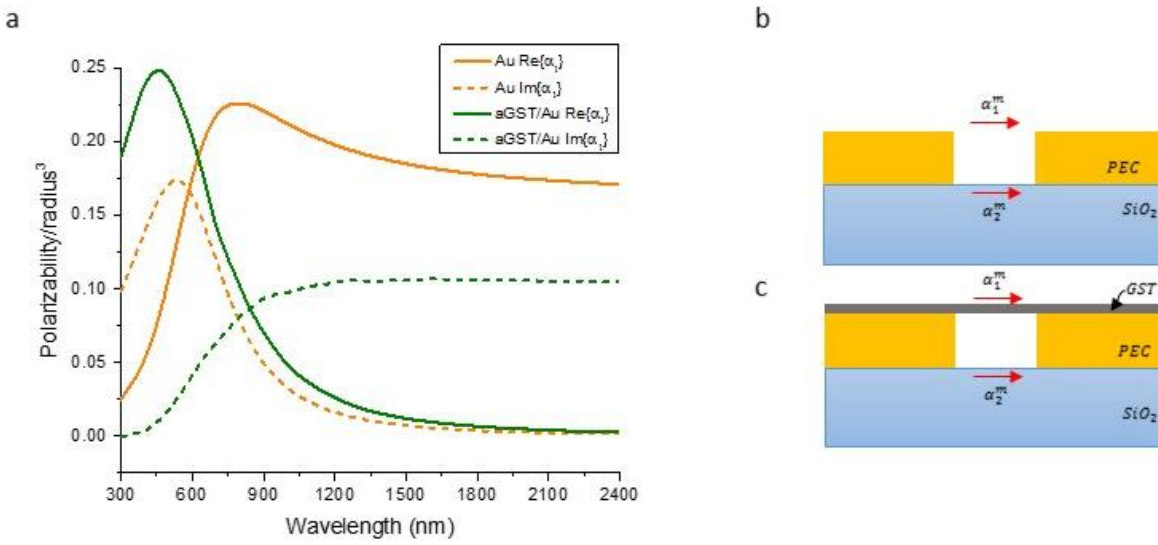 a
Polarizability/radius³
0.25
0.20
0.15
0.10
0.05
0.00
300 600 900 1200 1500 1800 2100 2400
Wavelength (nm)
Au Re{α₁}
Au Im{α₁}
aGST/Au Re{α₁}
aGST/Au Im{α₁}
b
α₁ᵐ
PEC
α₂ᵐ
SiO₂
c
α₁ᵐ
GST
PEC
α₂ᵐ
SiO₂